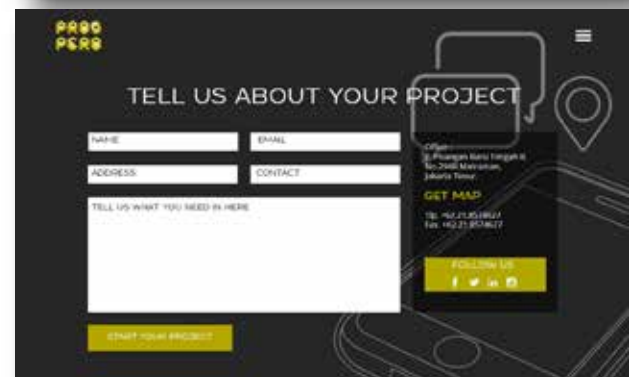 PROS
PERO
TELL US ABOUT YOUR PROJECT
NAME
EMAIL
ADDRESS
CONTACT
TELL US WHAT YOU NEED IN HERE
START YOUR PROJECT
Office :
Jakarta Timur
GET MAP
FOLLOW US